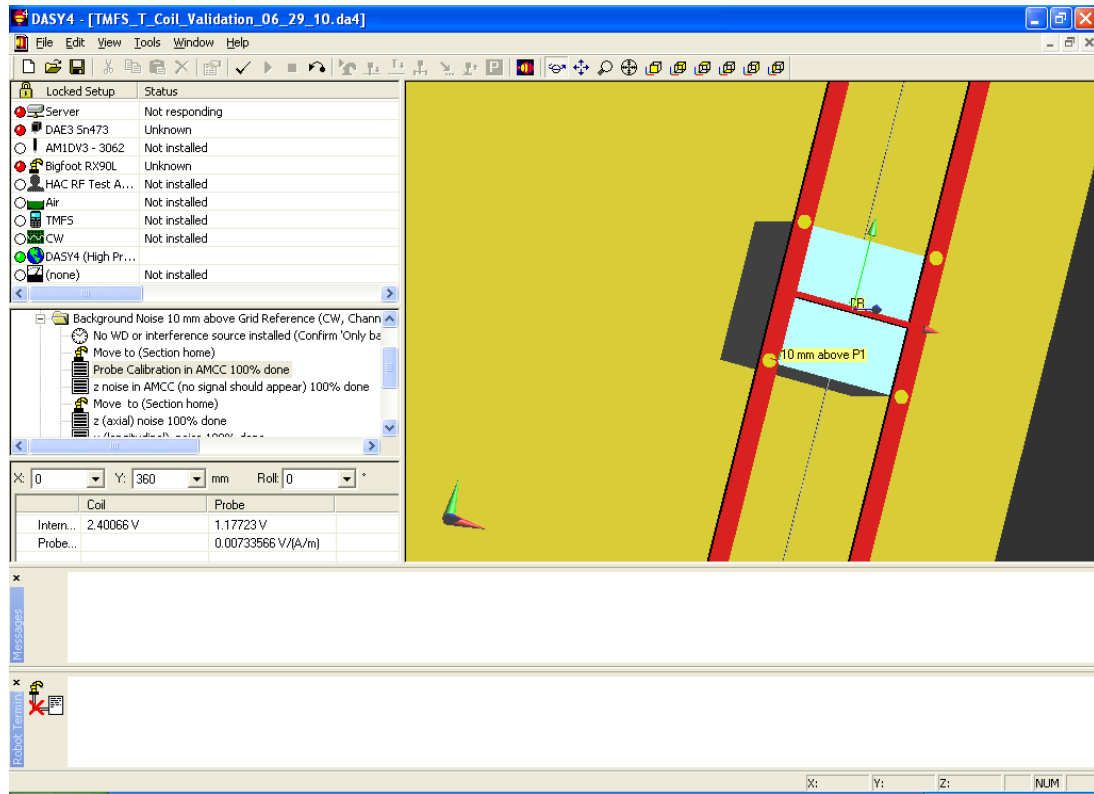 DASY4 - [TMFS_T_Coil_Validation_06_29_10.da4]
File Edit View Tools Window Help
Locked Setup Status
Server Not responding
DAE3 Sn473 Unknown
AM1DV3 - 3062 Not installed
Bigfoot RX90L Unknown
HAC RF Test A... Not installed
Air Not installed
TMFS Not installed
CW Not installed
DASY4 (High Pr...
(none) Not installed
Background Noise 10 mm above Grid Reference (CW, Chann
No WD or interference source installed (Confirm 'Only ba
Move to (Section home)
Probe Calibration in AMCC 100% done
z noise in AMCC (no signal should appear) 100% done
Move to (Section home)
z (axial) noise 100% done
10 mm above P1
X: 0 Y: 360 mm Roll: 0 °
Coil Probe
Intern... 2.40066 V 1.17723 V
Probe... 0.00733566 V/(A/m)
Messages
Robot Termin
X: Y: Z: NUM